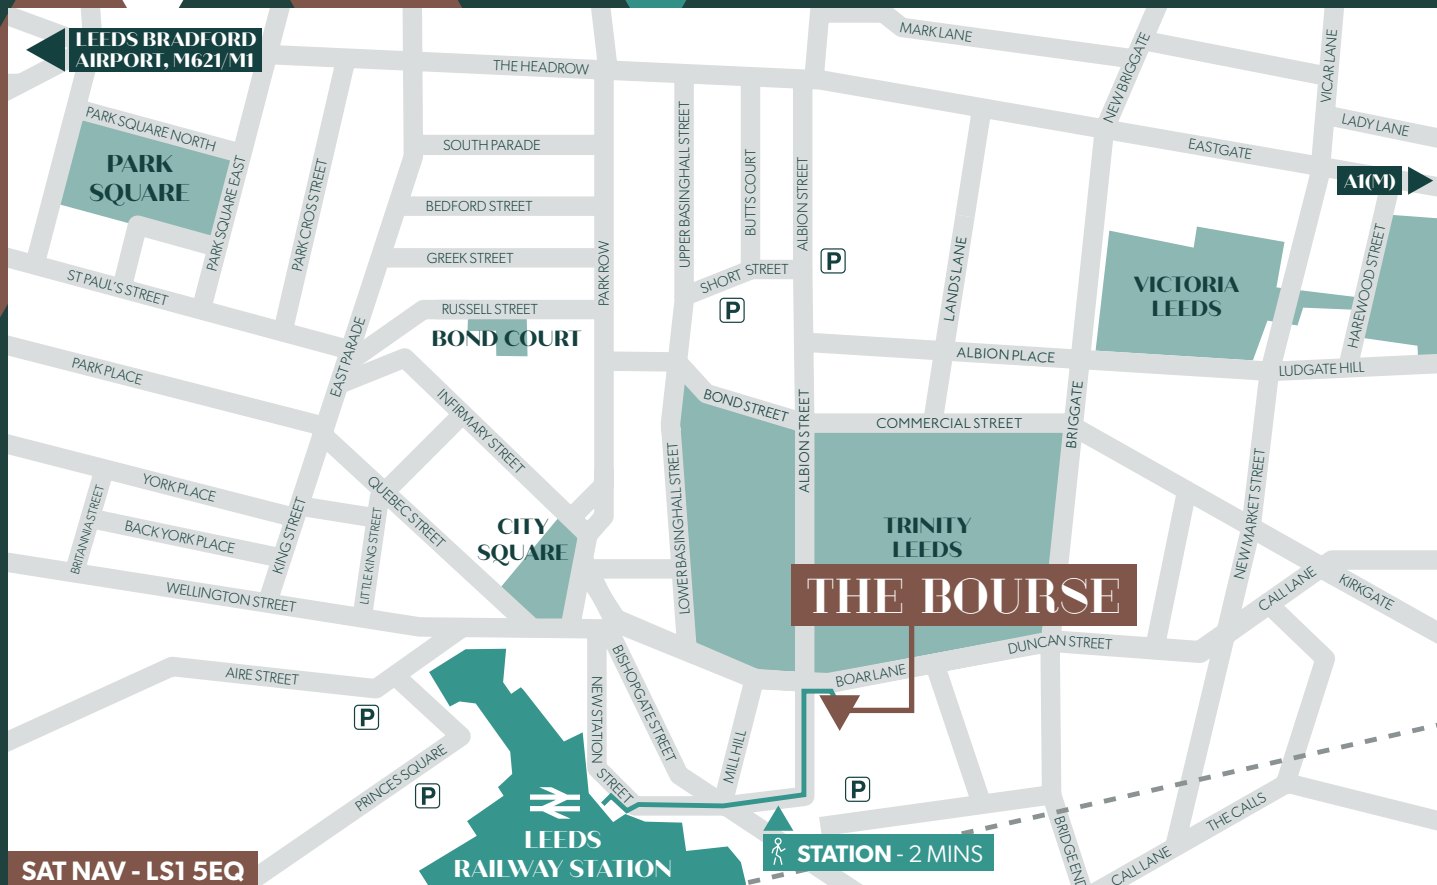 LEEDS BRADFORD
AIRPORT, M621/M1
THE HEADROW
MARK LANE
NEW BRIGGATE
VICAR LANE
LADY LANE
EASTGATE
A1(M)
PARK SQUARE NORTH
PARK
SQUARE
PARK SQUARE EAST
PARK CROS STREET
SOUTH PARADE
BEDFORD STREET
GREEK STREET
RUSSELL STREET
BOND COURT
PARK ROW
UPPER BASINGHALL STREET
BUTTS COURT
ALBION STREET
SHORT STREET
P
P
LANDS LANE
VICTORIA
LEEDS
HAREWOOD STREET
ST PAUL'S STREET
EAST PARADE
PARK PLACE
ALBION PLACE
LUDGATE HILL
BOND STREET
ALBION STREET
COMMERCIAL STREET
BRIGGATE
INFIRMARY STREET
YORK PLACE
BACK YORK PLACE
BRITANNIA STREET
KING STREET
LITTLE KING STREET
QUEBEC STREET
CITY
SQUARE
LOWER BASINGHALL STREET
TRINITY
LEEDS
THE BOURSE
NEW MARKET STREET
CALL LANE
KIRKGATE
WELLINGTON STREET
DUNCAN STREET
BOAR LANE
AIRE STREET
P
PRINCES SQUARE
P
NEW STATION
STREET
BISHOPGATE STREET
MILL HILL
P
LEEDS
RAILWAY STATION
STATION - 2 MINS
BRIDGE END
CALL LANE
THE CALLS
SAT NAV - LS1 5EQ